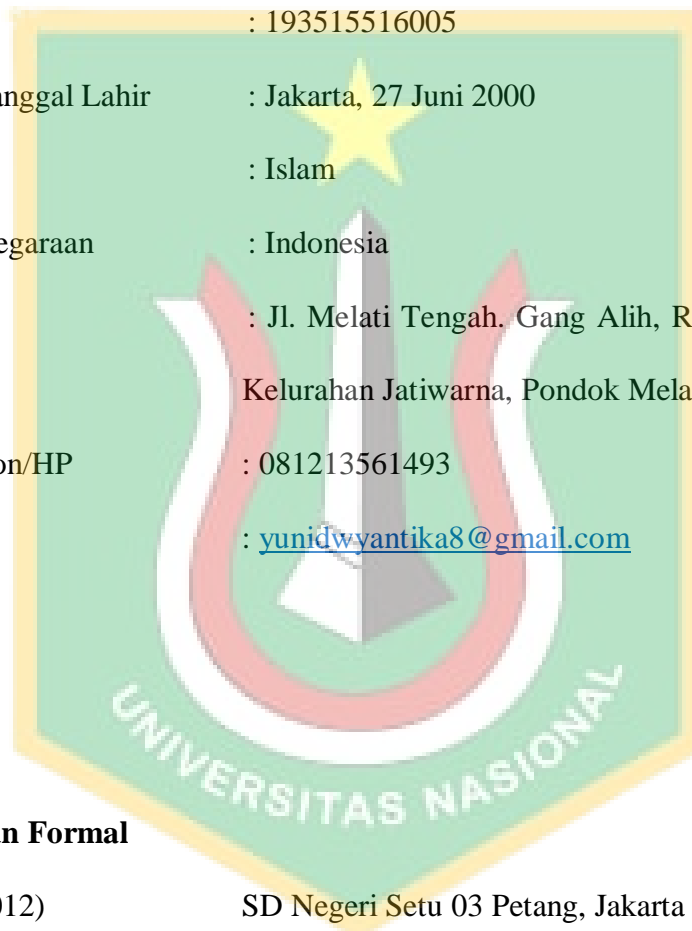 : 193515516005
anggal Lahir : Jakarta, 27 Juni 2000
: Islam
egaraan : Indonesia
: Jl. Melati Tengah. Gang Alih, R
Kelurahan Jatiwarna, Pondok Mela
on/HP : 081213561493
: yunidwyantika8@gmail.com
UNIVERSITAS NASIONAL
an Formal
012) SD Negeri Setu 03 Petang, Jakarta